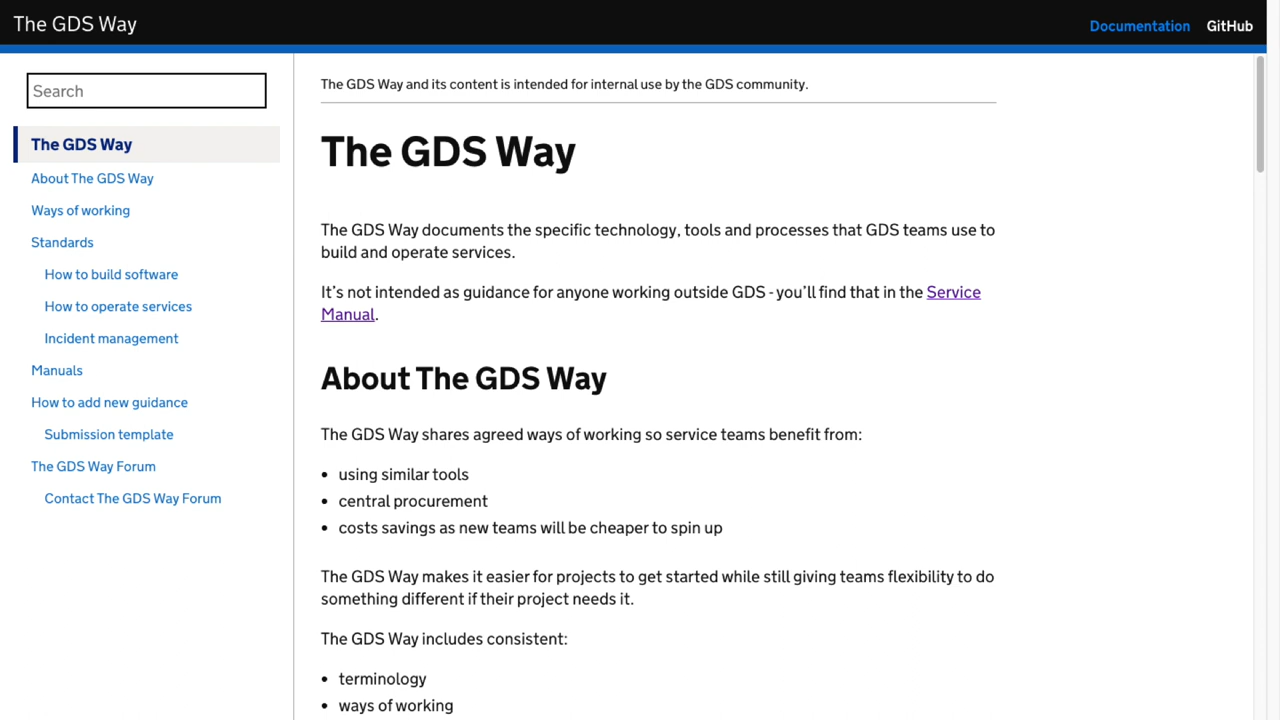 The GDS Way
Documentation
GitHub
Search
The GDS Way
About The GDS Way
Ways of working
Standards
How to build software
How to operate services
Incident management
Manuals
How to add new guidance
Submission template
The GDS Way Forum
Contact The GDS Way Forum
The GDS Way and its content is intended for internal use by the GDS community.
The GDS Way
The GDS Way documents the specific technology, tools and processes that GDS teams use to
build and operate services.
It’s not intended as guidance for anyone working outside GDS - you’ll find that in the Service
Manual.
About The GDS Way
The GDS Way shares agreed ways of working so service teams benefit from:
• using similar tools
• central procurement
• costs savings as new teams will be cheaper to spin up
The GDS Way makes it easier for projects to get started while still giving teams flexibility to do
something different if their project needs it.
The GDS Way includes consistent:
• terminology
• ways of working